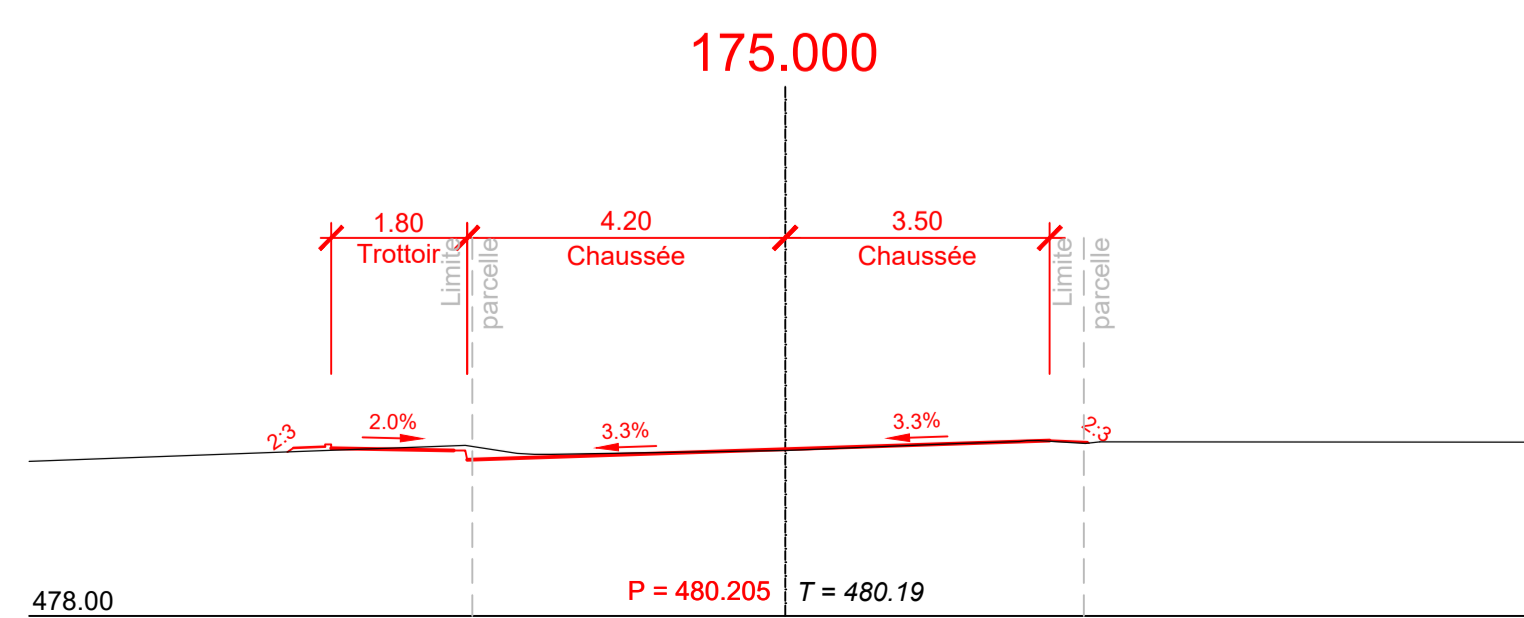 175.000
1.80
4.20
3.50
Trottoir
Chaussée
Chaussée
Limite
parcelle
Limite
parcelle
2:3
2.0%
3.3%
3.3%
2:3
478.00
P = 480.205
T = 480.19